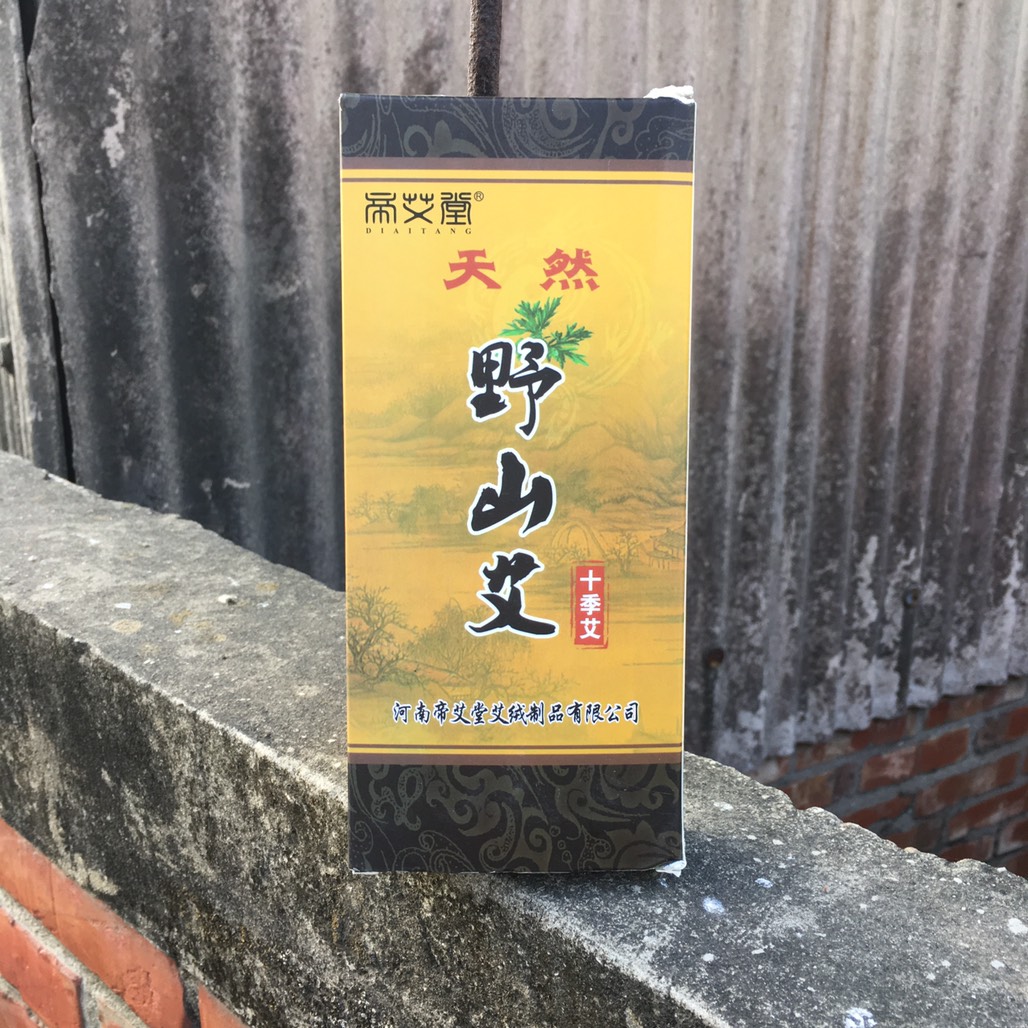 帝艾堂®
DIAITANG
天然
野山艾
十季艾
河南帝艾堂艾绒制品有限公司